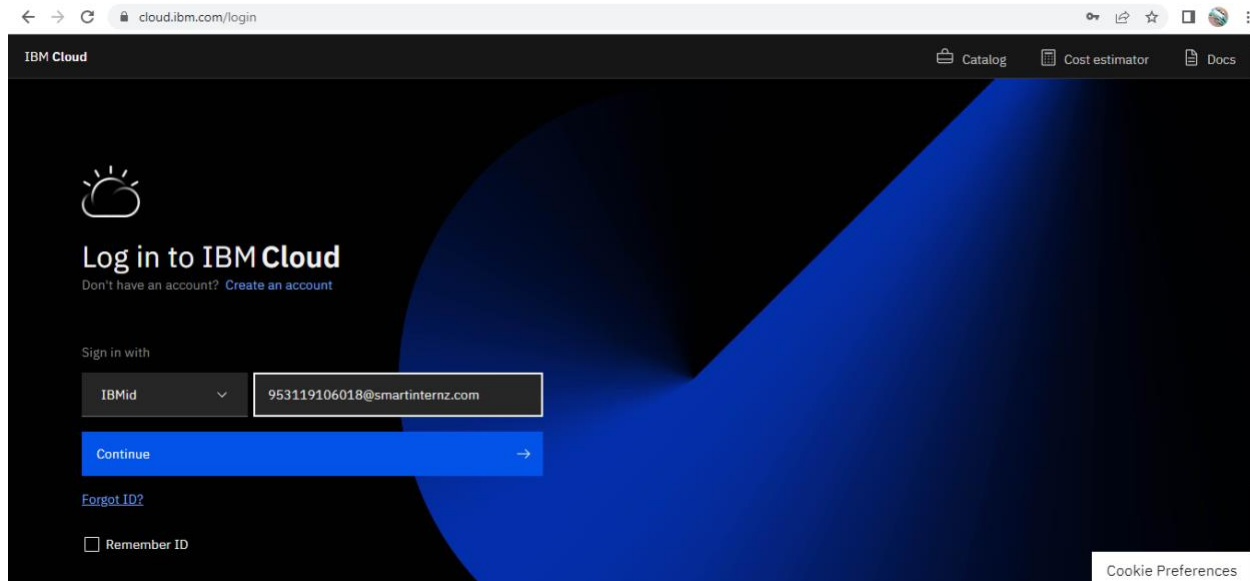 cloud.ibm.com/login
IBM Cloud Catalog Cost estimator Docs
Log in to IBM Cloud
Don't have an account? Create an account
Sign in with
IBMid 953119106018@smartinternz.com
Continue
Forgot ID?
Remember ID
Cookie Preferences